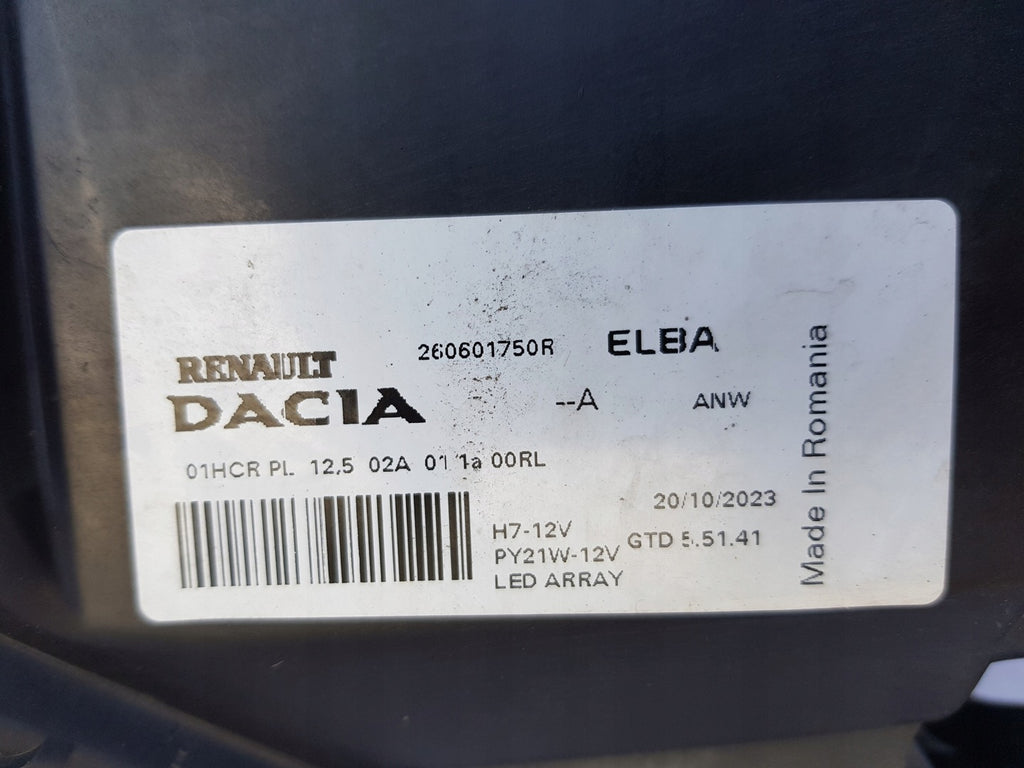 RENAULT
260601750R ELBA
DACIA --A ANW
01HCR PL 12,5 02A 01 1a 00RL
20/10/2023
H7-12V
PY21W-12V GTD 5.51.41
LED ARRAY
Made In Romania